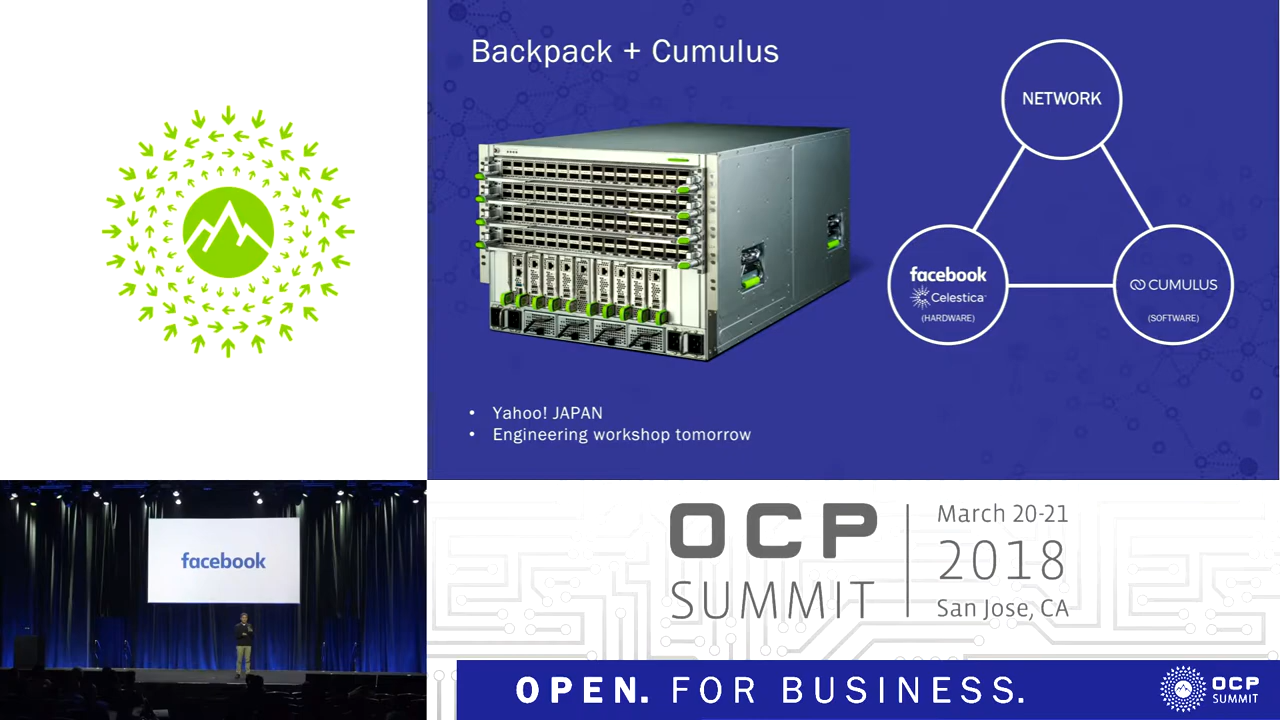 Backpack + Cumulus
NETWORK
facebook
Celestica
(HARDWARE)
CUMULUS
(SOFTWARE)
• Yahoo! JAPAN
• Engineering workshop tomorrow
facebook
OCP
SUMMIT
March 20-21
2018
San Jose, CA
OPEN. FOR BUSINESS.
OCP
SUMMIT